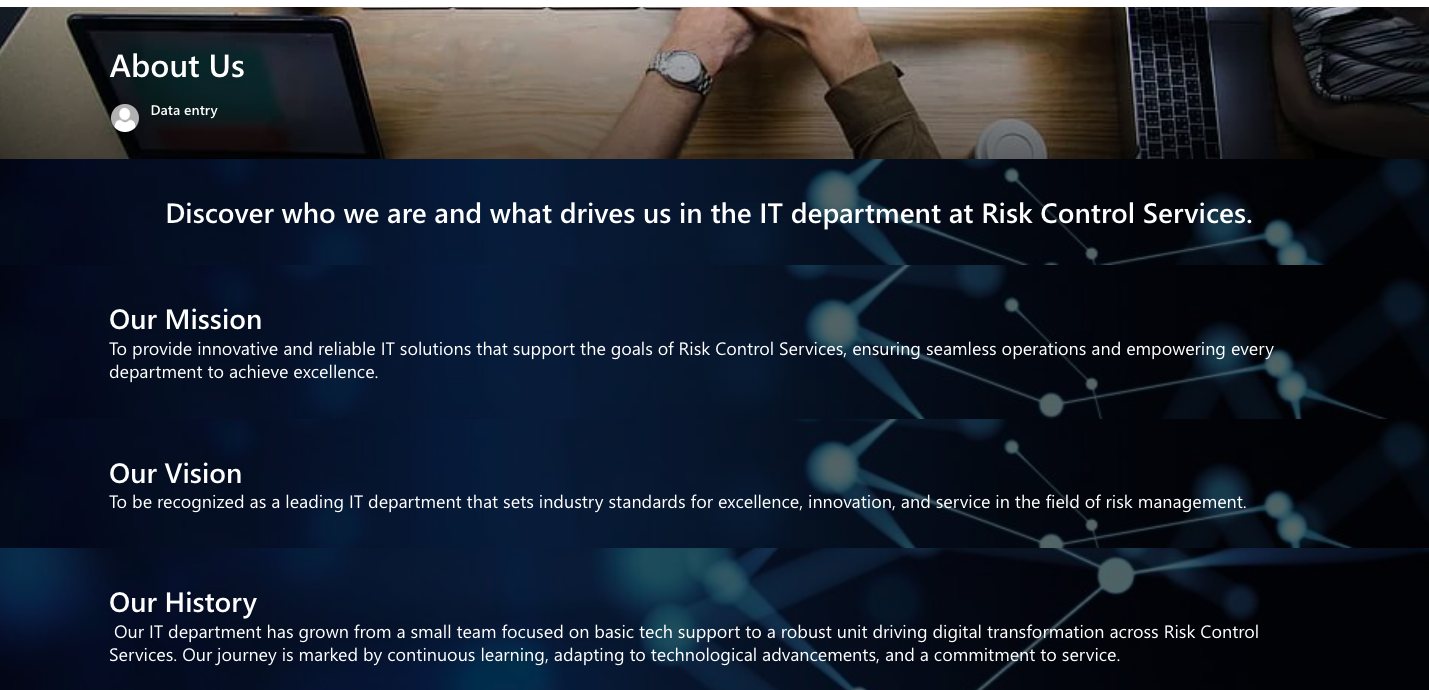 About Us
Data entry
Discover who we are and what drives us in the IT department at Risk Control Services.
Our Mission
To provide innovative and reliable IT solutions that support the goals of Risk Control Services, ensuring seamless operations and empowering every
department to achieve excellence.
Our Vision
To be recognized as a leading IT department that sets industry standards for excellence, innovation, and service in the field of risk management.
Our History
Our IT department has grown from a small team focused on basic tech support to a robust unit driving digital transformation across Risk Control
Services. Our journey is marked by continuous learning, adapting to technological advancements, and a commitment to service.